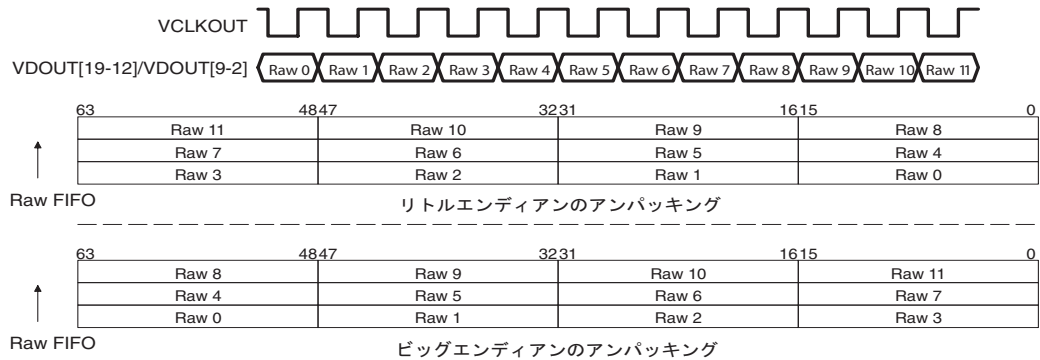 VCLKOUT
VDOUT[19-12]/VDOUT[9-2] Raw 0 Raw 1 Raw 2 Raw 3 Raw 4 Raw 5 Raw 6 Raw 7 Raw 8 Raw 9 Raw 10 Raw 11
63 4847 3231 1615 0
Raw 11 Raw 10 Raw 9 Raw 8
Raw 7 Raw 6 Raw 5 Raw 4
Raw 3 Raw 2 Raw 1 Raw 0
Raw FIFO
リトルエンディアンのアンパッキング
63 4847 3231 1615 0
Raw 8 Raw 9 Raw 10 Raw 11
Raw 4 Raw 5 Raw 6 Raw 7
Raw 0 Raw 1 Raw 2 Raw 3
Raw FIFO
ビッグエンディアンのアンパッキング